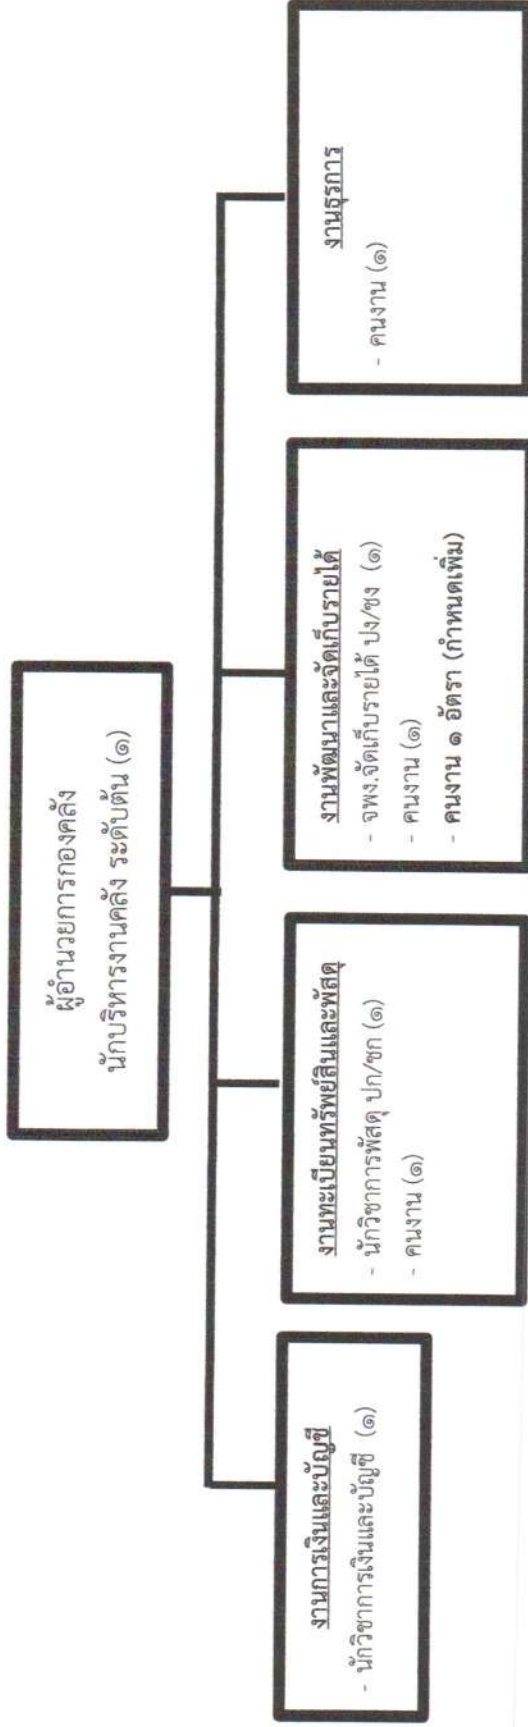 ผู้อำนวยการกองคลัง
นักบริหารงานคลัง ระดับต้น (๑)
งานการเงินและบัญชี
- นักวิชาการเงินและบัญชี (๑)
งานทะเบียนทรัพย์สินและพัสดุ
- นักวิชาการพัสดุ ปก/ชก (๑)
- คนงาน (๑)
งานพัฒนาและจัดเก็บรายได้
- จพง.จัดเก็บรายได้ ปง/ชง (๑)
- คนงาน (๑)
- คนงาน ๑ อัตรา (กำหนดเพิ่ม)
งานธุรการ
- คนงาน (๑)